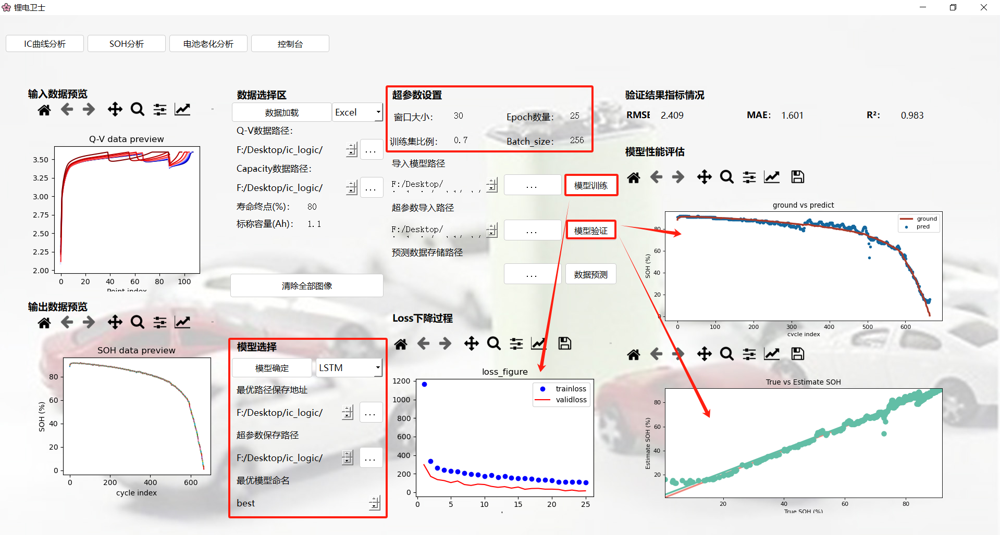 锂电卫士
IC曲线分析
SOH分析
电池老化分析
控制台
输入数据预览
Q-V data preview
3.50
3.25
3.00
2.75
2.50
2.25
2.00
0 20 40 60 80 100
Point index
输出数据预览
SOH data preview
SOH (%)
80
60
40
20
0
0 200 400 600
cycle index
数据选择区
数据加载
Excel
Q-V数据路径：
F:/Desktop/ic_logic/
...
Capacity数据路径：
F:/Desktop/ic_logic/
...
寿命终点(%)： 80
标称容量(Ah)： 1.1
清除全部图像
模型选择
模型确定
LSTM
最优路径保存地址
F:/Desktop/ic_logic/
...
超参数保存路径
F:/Desktop/ic_logic/
...
最优模型命名
best
超参数设置
窗口大小： 30
Epoch数量： 25
训练集比例： 0.7
Batch_size： 256
导入模型路径
F:/Desktop/
...
模型训练
超参数导入路径
F:/Desktop/
...
模型验证
预测数据存储路径
...
数据预测
Loss下降过程
loss_figure
1200
1000
800
600
400
200
0
trainloss
validloss
0 5 10 15 20 25
验证结果指标情况
RMSE 2.409
MAE： 1.601
R²： 0.983
模型性能评估
ground vs predict
ground
pred
SOH (%)
80
60
40
20
0
0 100 200 300 400 500 600
cycle index
True vs Estimate SOH
Estimate SOH (%)
80
60
40
20
20 40 60 80
True SOH (%)